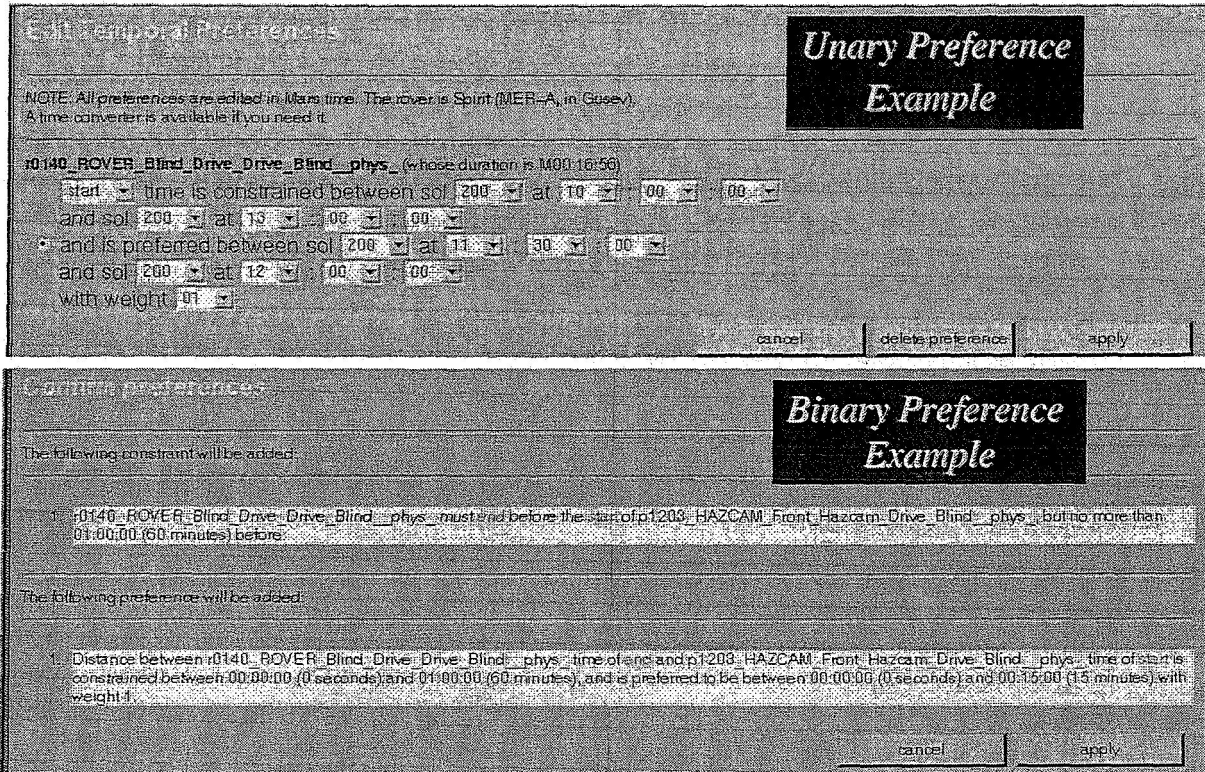 Edit Temporal Preferences
Unary Preference
Example
NOTE: All preferences are edited in Mars time. The rover is Spirit (MER-A, in Gusev).
A time converter is available if you need it.
r0140_ROVER_Blind_Drive_Drive_Blind__phys_ (whose duration is M00:16:56)
start time is constrained between sol 200 at 10 : 00 : 00
and sol 200 at 13 : 00 : 00
and is preferred between sol 200 at 11 : 30 : 00
and sol 200 at 12 : 00 : 00
with weight 01
cancel delete preference apply
Confirm preferences
Binary Preference
Example
The following constraint will be added:
1. r0140_ROVER_Blind_Drive_Drive_Blind__phys_ must end before the start of p1203_HAZCAM_Front_Hazcam_Drive_Blind__phys_, but no more than
01:00:00 (60 minutes) before.
The following preference will be added:
1. Distance between r0140_ROVER_Blind_Drive_Drive_Blind__phys_ time of end and p1203_HAZCAM_Front_Hazcam_Drive_Blind__phys_ time of start is
constrained between 00:00:00 (0 seconds) and 01:00:00 (60 minutes), and is preferred to be between 00:00:00 (0 seconds) and 00:15:00 (15 minutes) with
weight 1.
cancel apply